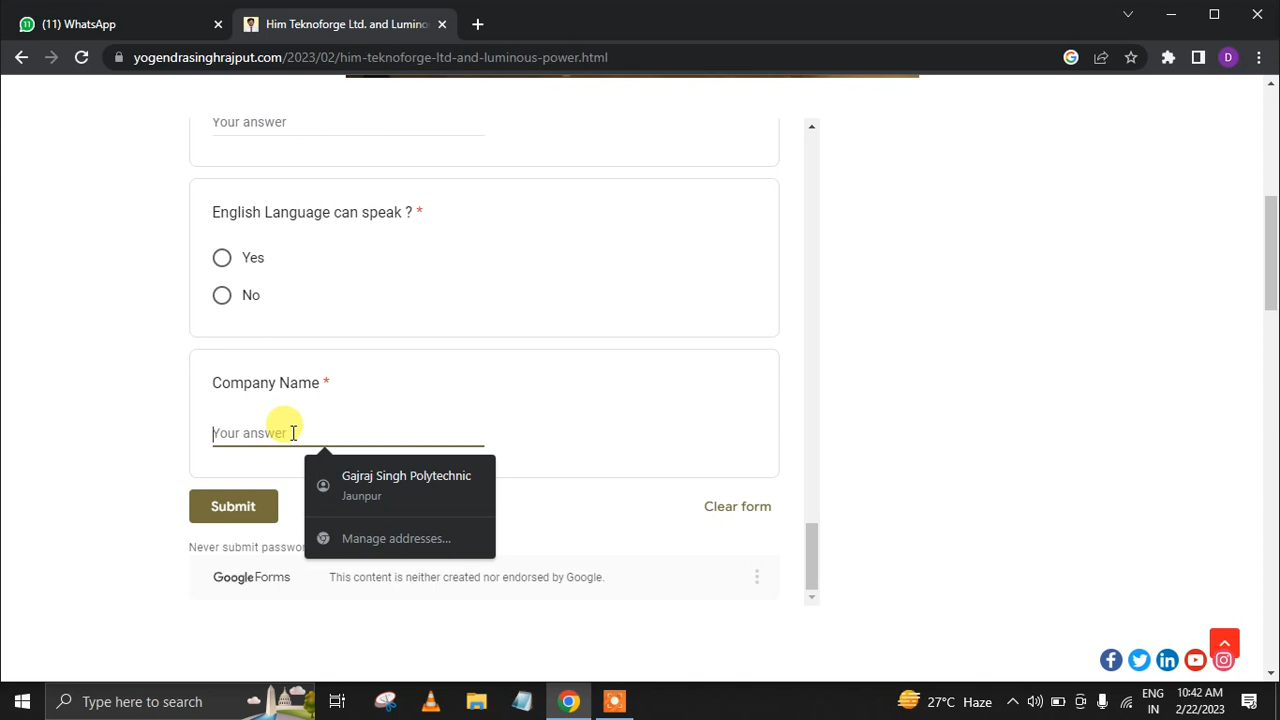 (11) WhatsApp
Him Teknoforge Ltd. and Lumino
yogendrasinghrajput.com/2023/02/him-teknoforge-ltd-and-luminous-power.html
D
Your answer
English Language can speak ? *
Yes
No
Company Name *
Your answer
Gajraj Singh Polytechnic
Jaunpur
Manage addresses...
Submit
Clear form
Never submit passwor
Google Forms
This content is neither created nor endorsed by Google.
Type here to search
27°C Haze
ENG
IN
10:42 AM
2/22/2023